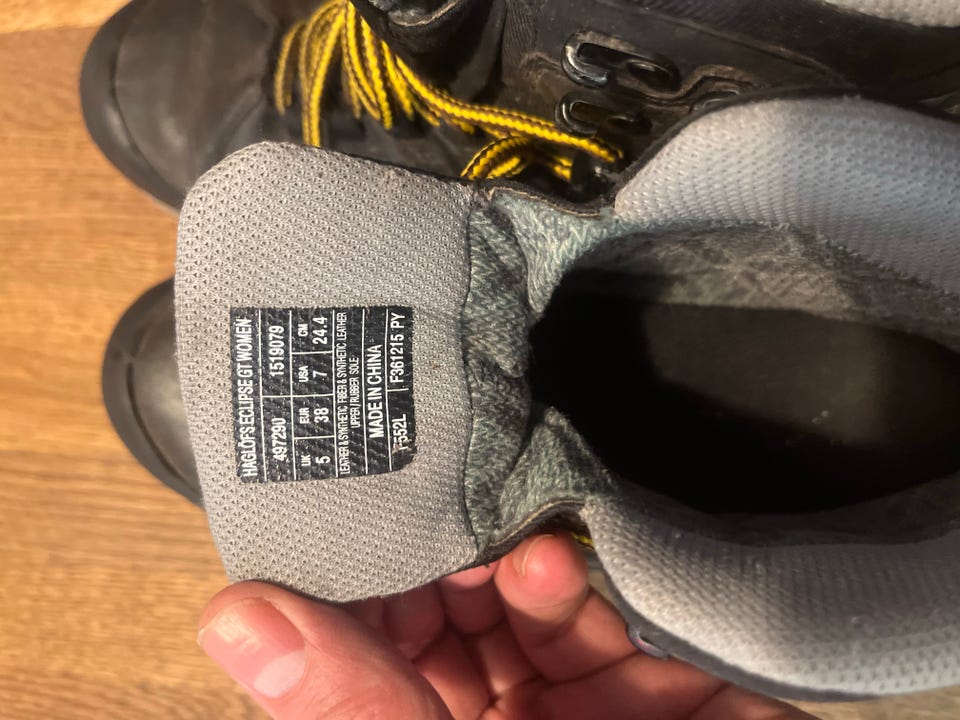 HAGLÖFS ECLIPSE GT WOMEN
497290 1519079
UK EUR USA CM
5 38 7 24.4
LEATHER & SYNTHETIC FIBER & SYNTHETIC LEATHER
UPPER / RUBBER SOLE
MADE IN CHINA
F361215 PY